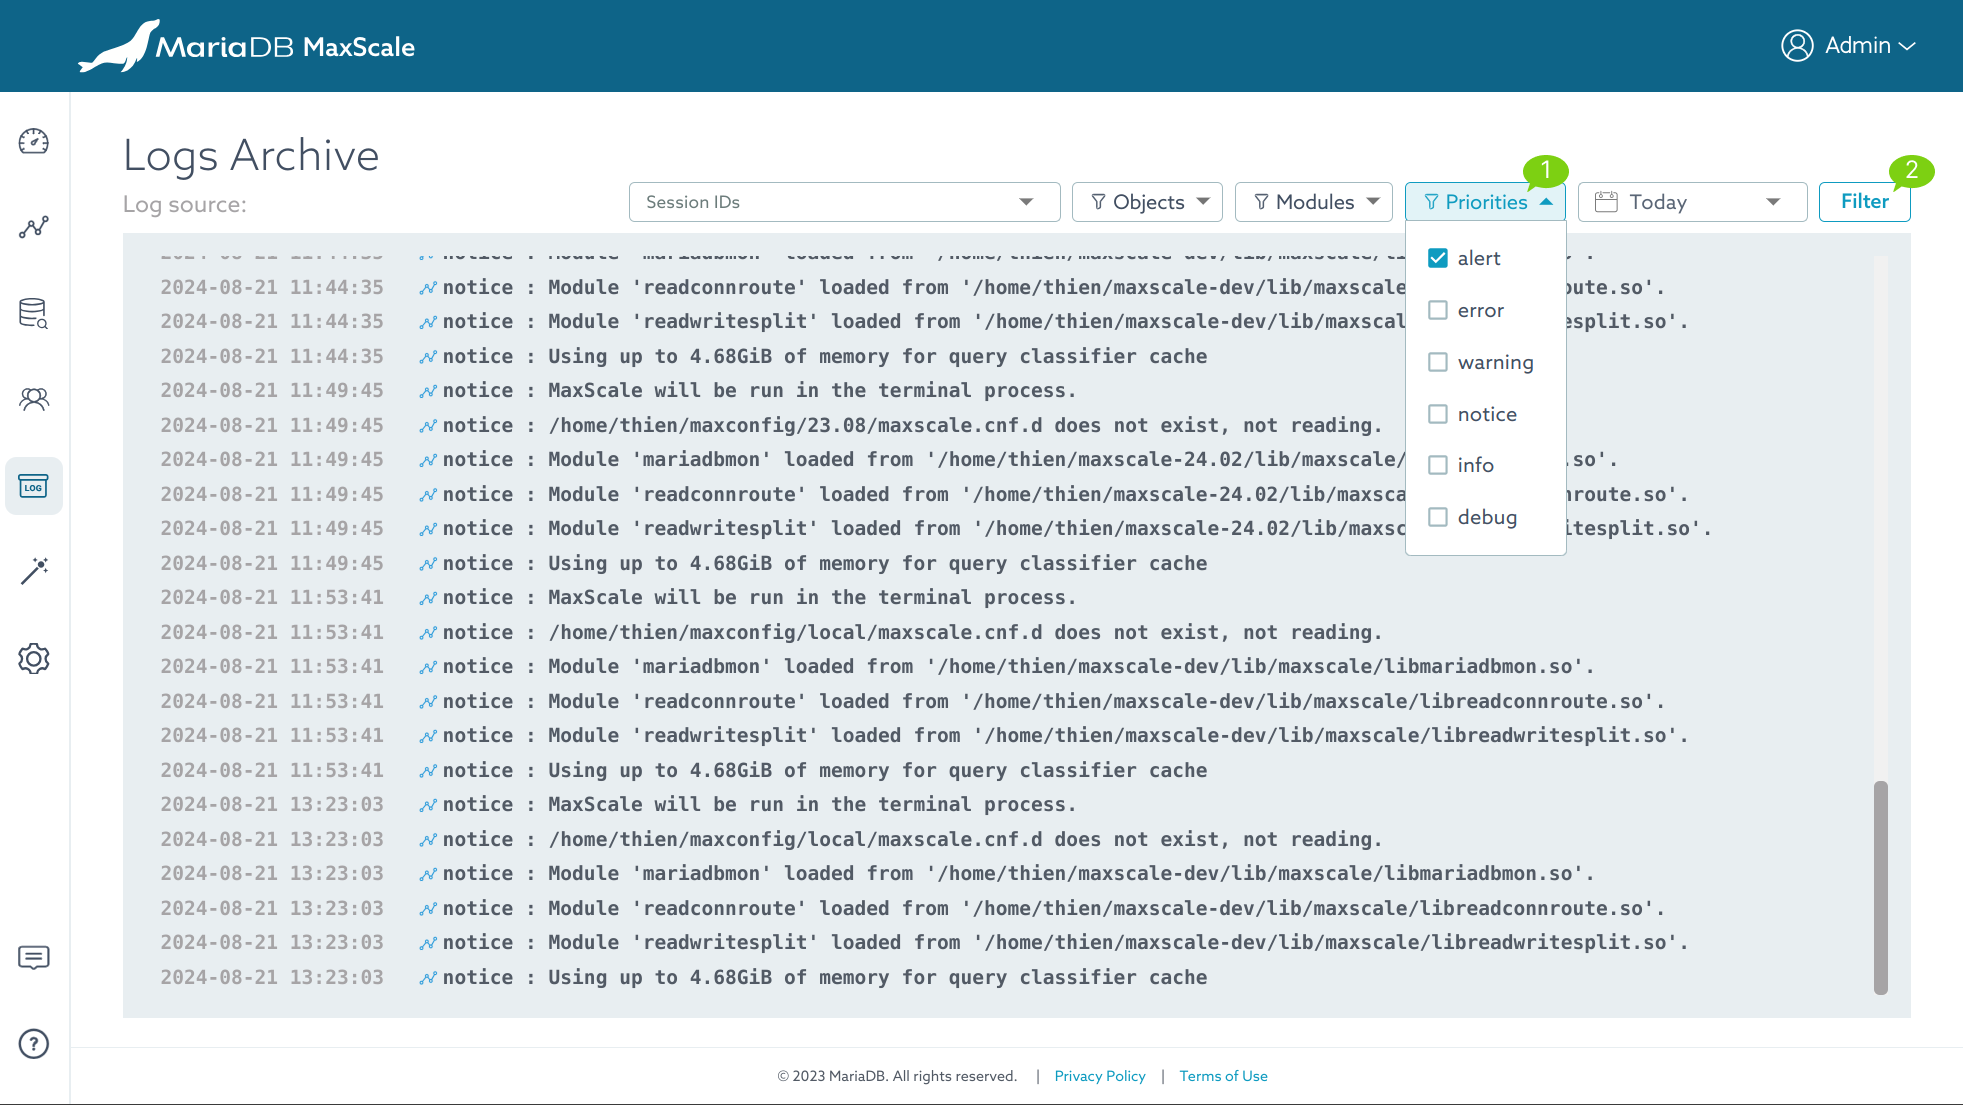 MariaDB MaxScale
Admin
Logs Archive
Log source:
Session IDs
Objects
Modules
Priorities
1
Today
Filter
2
alert
error
warning
notice
info
debug
2024-08-21 11:44:35 notice : Module 'mariadbmon' loaded from '/home/thien/maxscale-dev/lib/maxscale/
2024-08-21 11:44:35 notice : Module 'readconnroute' loaded from '/home/thien/maxscale-dev/lib/maxscale oute.so'.
2024-08-21 11:44:35 notice : Module 'readwritesplit' loaded from '/home/thien/maxscale-dev/lib/maxscal esplit.so'.
2024-08-21 11:44:35 notice : Using up to 4.68GiB of memory for query classifier cache
2024-08-21 11:49:45 notice : MaxScale will be run in the terminal process.
2024-08-21 11:49:45 notice : /home/thien/maxconfig/23.08/maxscale.cnf.d does not exist, not reading.
2024-08-21 11:49:45 notice : Module 'mariadbmon' loaded from '/home/thien/maxscale-24.02/lib/maxscale/ so'.
2024-08-21 11:49:45 notice : Module 'readconnroute' loaded from '/home/thien/maxscale-24.02/lib/maxsca nroute.so'.
2024-08-21 11:49:45 notice : Module 'readwritesplit' loaded from '/home/thien/maxscale-24.02/lib/maxsc itesplit.so'.
2024-08-21 11:49:45 notice : Using up to 4.68GiB of memory for query classifier cache
2024-08-21 11:53:41 notice : MaxScale will be run in the terminal process.
2024-08-21 11:53:41 notice : /home/thien/maxconfig/local/maxscale.cnf.d does not exist, not reading.
2024-08-21 11:53:41 notice : Module 'mariadbmon' loaded from '/home/thien/maxscale-dev/lib/maxscale/libmariadbmon.so'.
2024-08-21 11:53:41 notice : Module 'readconnroute' loaded from '/home/thien/maxscale-dev/lib/maxscale/libreadconnroute.so'.
2024-08-21 11:53:41 notice : Module 'readwritesplit' loaded from '/home/thien/maxscale-dev/lib/maxscale/libreadwritesplit.so'.
2024-08-21 11:53:41 notice : Using up to 4.68GiB of memory for query classifier cache
2024-08-21 13:23:03 notice : MaxScale will be run in the terminal process.
2024-08-21 13:23:03 notice : /home/thien/maxconfig/local/maxscale.cnf.d does not exist, not reading.
2024-08-21 13:23:03 notice : Module 'mariadbmon' loaded from '/home/thien/maxscale-dev/lib/maxscale/libmariadbmon.so'.
2024-08-21 13:23:03 notice : Module 'readconnroute' loaded from '/home/thien/maxscale-dev/lib/maxscale/libreadconnroute.so'.
2024-08-21 13:23:03 notice : Module 'readwritesplit' loaded from '/home/thien/maxscale-dev/lib/maxscale/libreadwritesplit.so'.
2024-08-21 13:23:03 notice : Using up to 4.68GiB of memory for query classifier cache
LOG
© 2023 MariaDB. All rights reserved. | Privacy Policy | Terms of Use